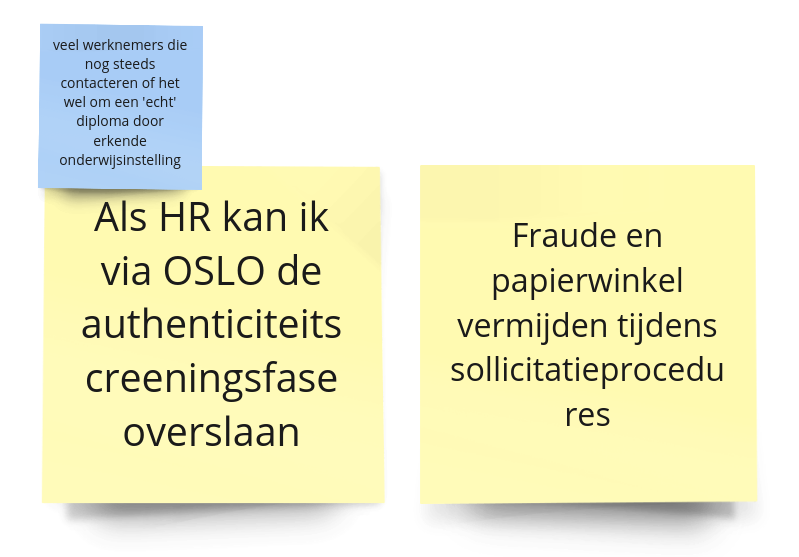 veel werknemers die
nog steeds
contacteren of het
wel om een 'echt'
diploma door
erkende
onderwijsinstelling
Als HR kan ik
via OSLO de
authenticiteits
creeningsfase
overslaan
Fraude en
papierwinkel
vermijden tijdens
sollicitatieprocedu
res